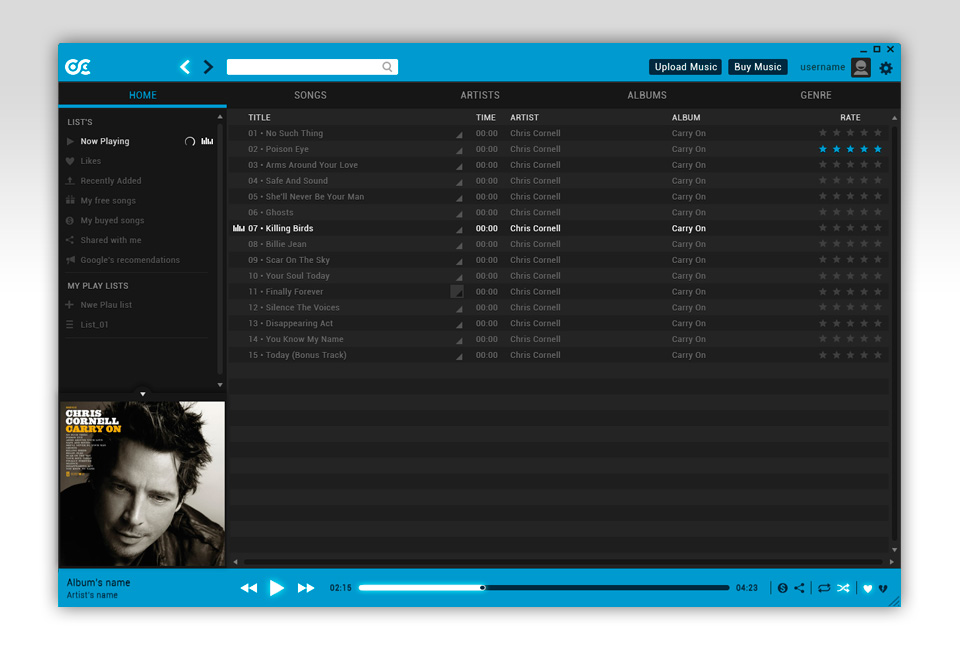 Upload Music Buy Music username
HOME SONGS ARTISTS ALBUMS GENRE
LIST'S
Now Playing
Likes
Recently Added
My free songs
My buyed songs
Shared with me
Google's recomendations
MY PLAY LISTS
Nwe Plau list
List_01
TITLE TIME ARTIST ALBUM RATE
01 • No Such Thing 00:00 Chris Cornell Carry On
02 • Poison Eye 00:00 Chris Cornell Carry On
03 • Arms Around Your Love 00:00 Chris Cornell Carry On
04 • Safe And Sound 00:00 Chris Cornell Carry On
05 • She'll Never Be Your Man 00:00 Chris Cornell Carry On
06 • Ghosts 00:00 Chris Cornell Carry On
07 • Killing Birds 00:00 Chris Cornell Carry On
08 • Billie Jean 00:00 Chris Cornell Carry On
09 • Scar On The Sky 00:00 Chris Cornell Carry On
10 • Your Soul Today 00:00 Chris Cornell Carry On
11 • Finally Forever 00:00 Chris Cornell Carry On
12 • Silence The Voices 00:00 Chris Cornell Carry On
13 • Disappearing Act 00:00 Chris Cornell Carry On
14 • You Know My Name 00:00 Chris Cornell Carry On
15 • Today (Bonus Track) 00:00 Chris Cornell Carry On
CHRIS
CORNELL
CARRY ON
Album's name
Artist's name
02:15 04:23